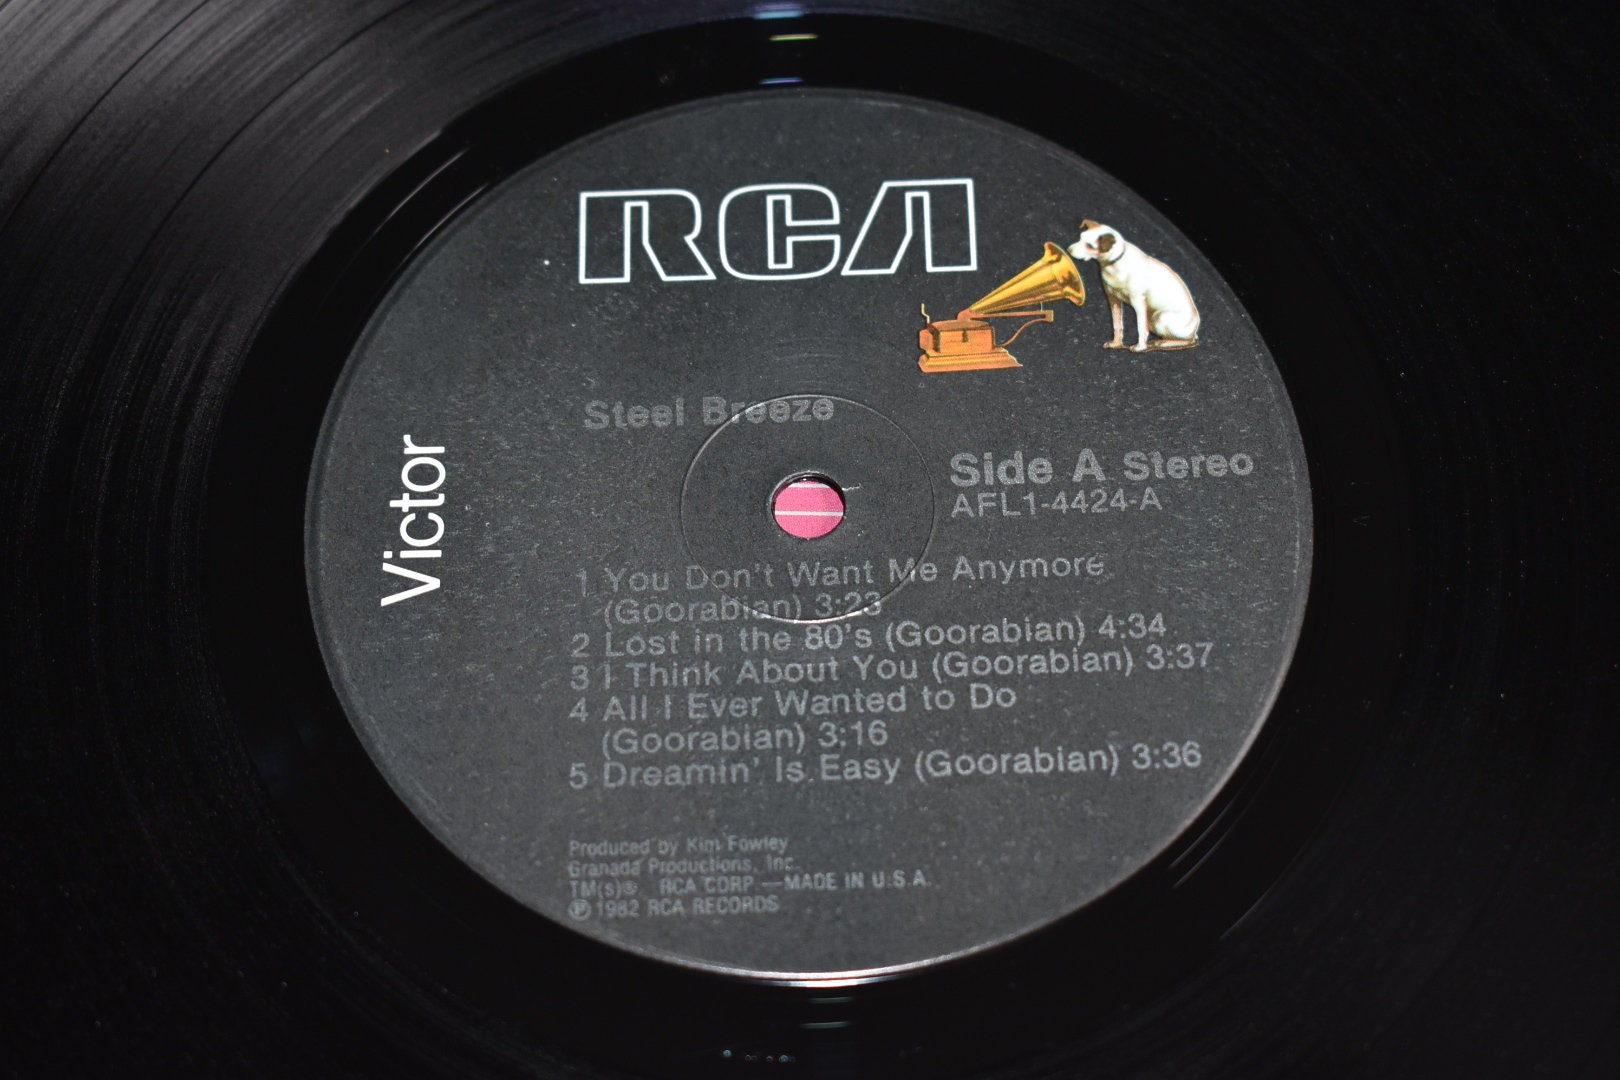 RCA
Victor
Steel Breeze
Side A Stereo
AFL1-4424-A
1 You Don't Want Me Anymore
(Goorabian) 3:23
2 Lost in the 80's (Goorabian) 4:34
3 I Think About You (Goorabian) 3:37
4 All I Ever Wanted to Do
(Goorabian) 3:16
5 Dreamin' Is Easy (Goorabian) 3:36
Produced by Kim Fowley
Granada Productions, Inc.
TM(s)® RCA CORP.—MADE IN U.S.A.
℗ 1982 RCA RECORDS